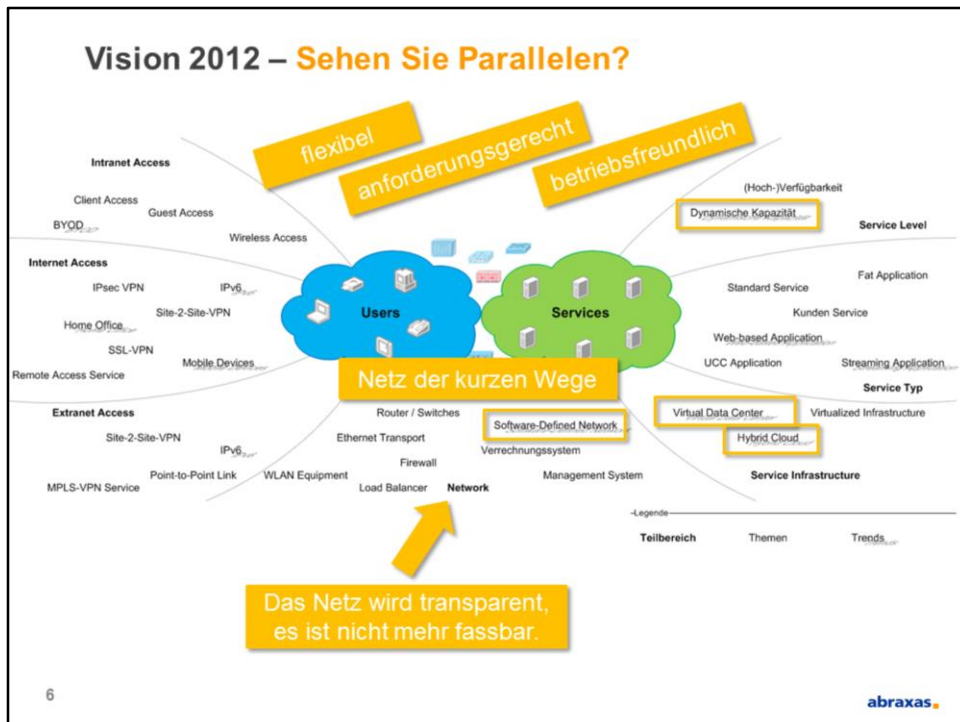 Vision 2012 – Sehen Sie Parallelen?
flexibel
anforderungsgerecht
betriebsfreundlich
Intranet Access
Client Access
Guest Access
BYOD
Wireless Access
Internet Access
IPsec VPN
IPv6
Site-2-Site-VPN
Home Office
SSL-VPN
Mobile Devices
Remote Access Service
Extranet Access
Site-2-Site-VPN
IPv6
Point-to-Point Link
MPLS-VPN Service
Users
Services
(Hoch-)Verfügbarkeit
Dynamische Kapazität
Service Level
Fat Application
Standard Service
Kunden Service
Web-based Application
UCC Application
Streaming Application
Service Typ
Netz der kurzen Wege
Router / Switches
Software-Defined Network
Ethernet Transport
Verrechnungssystem
Firewall
WLAN Equipment
Management System
Load Balancer
Network
Virtual Data Center
Virtualized Infrastructure
Hybrid Cloud
Service Infrastructure
Legende
Teilbereich
Themen
Trends
Das Netz wird transparent,
es ist nicht mehr fassbar.
6
abraxas